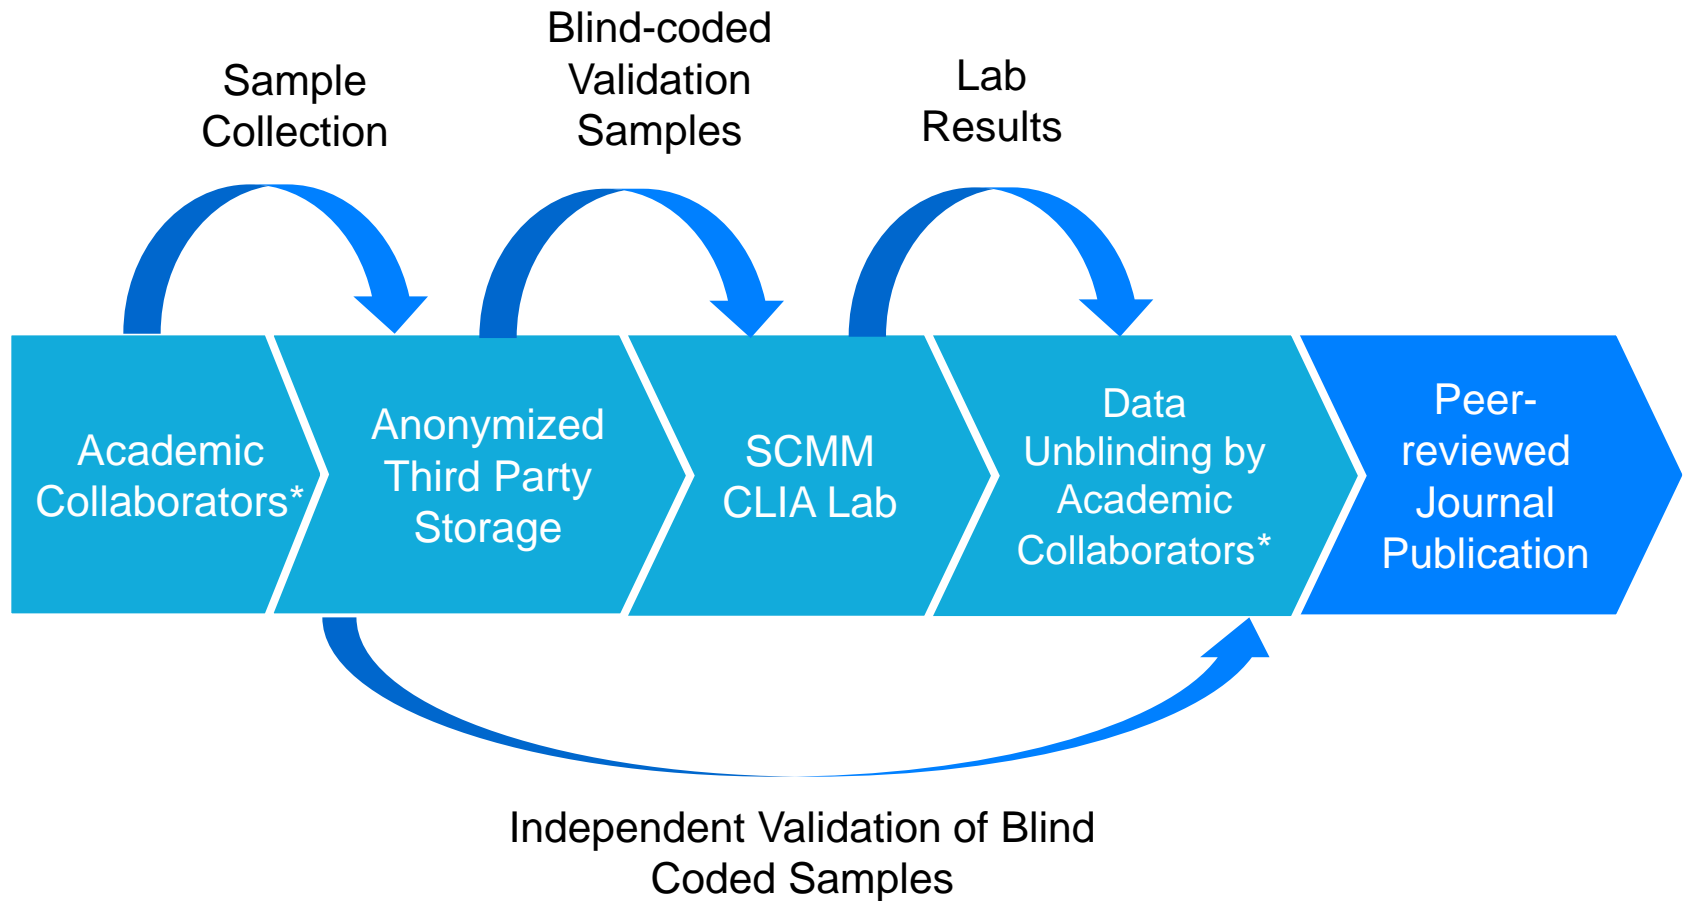 Sample
Collection
Blind-coded
Validation
Samples
Lab
Results
Academic
Collaborators*
Anonymized
Third Party
Storage
SCMM
CLIA Lab
Data
Unblinding by
Academic
Collaborators*
Peer-
reviewed
Journal
Publication
Independent Validation of Blind
Coded Samples